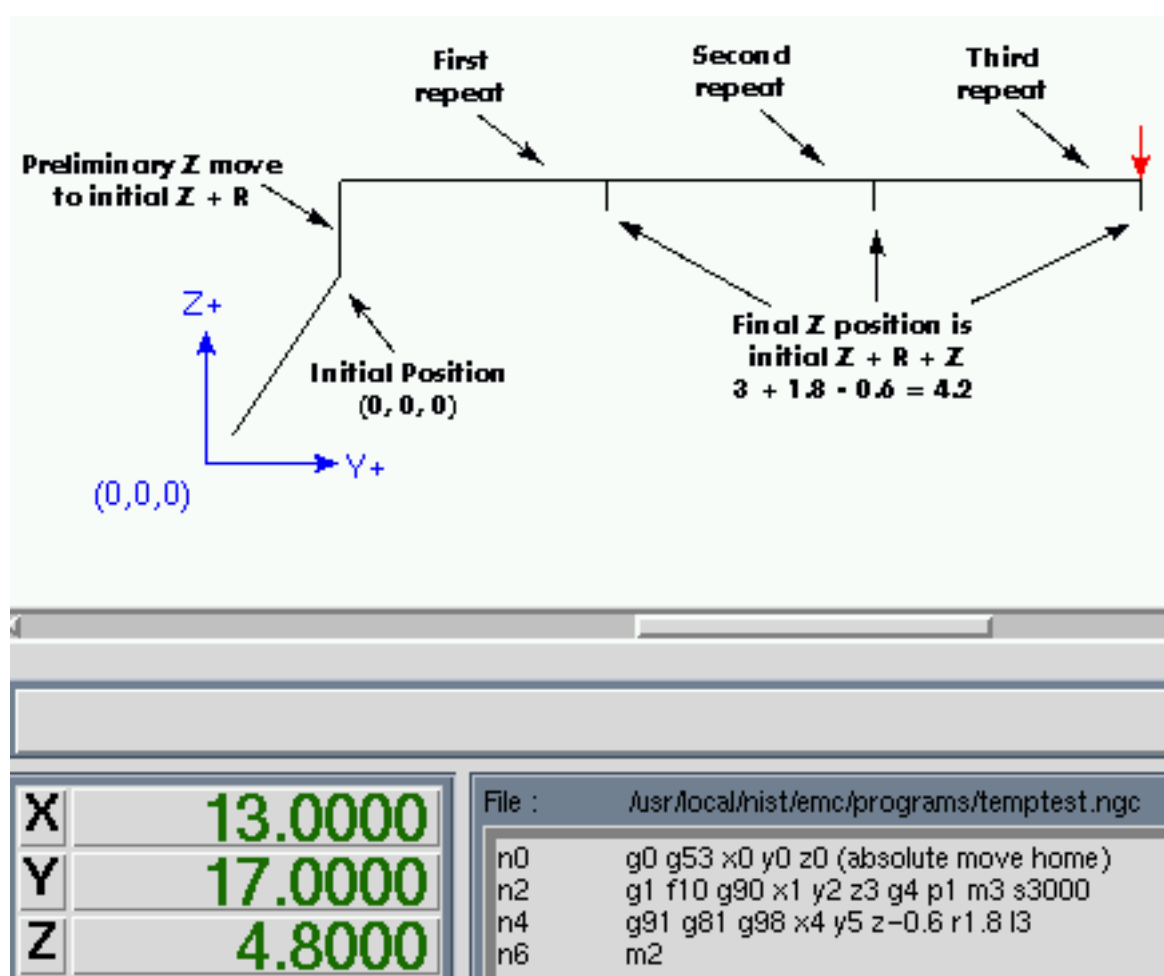 First
repeat
Second
repeat
Third
repeat
Preliminary Z move
to initial Z + R
Z+
Initial Position
(0, 0, 0)
Final Z position is
initial Z + R + Z
3 + 1.8 - 0.6 = 4.2
Y+
(0,0,0)
X 13.0000
Y 17.0000
Z 4.8000
File : /usr/local/nist/emc/programs/temptest.ngc
n0 g0 g53 x0 y0 z0 (absolute move home)
n2 g1 f10 g90 x1 y2 z3 g4 p1 m3 s3000
n4 g91 g81 g98 x4 y5 z-0.6 r1.8 l3
n6 m2